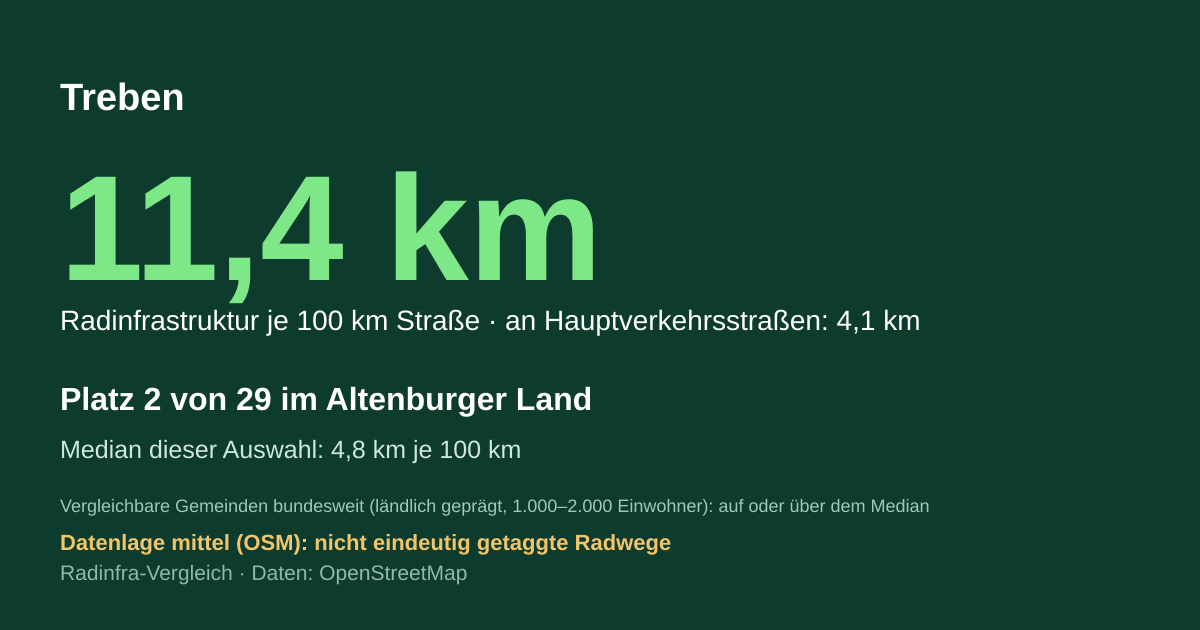 Treben
11,4 km
Radinfrastruktur je 100 km Straße · an Hauptverkehrsstraßen: 4,1 km
Platz 2 von 29 im Altenburger Land
Median dieser Auswahl: 4,8 km je 100 km
Vergleichbare Gemeinden bundesweit (ländlich geprägt, 1.000–2.000 Einwohner): auf oder über dem Median
Datenlage mittel (OSM): nicht eindeutig getaggte Radwege
Radinfra-Vergleich · Daten: OpenStreetMap